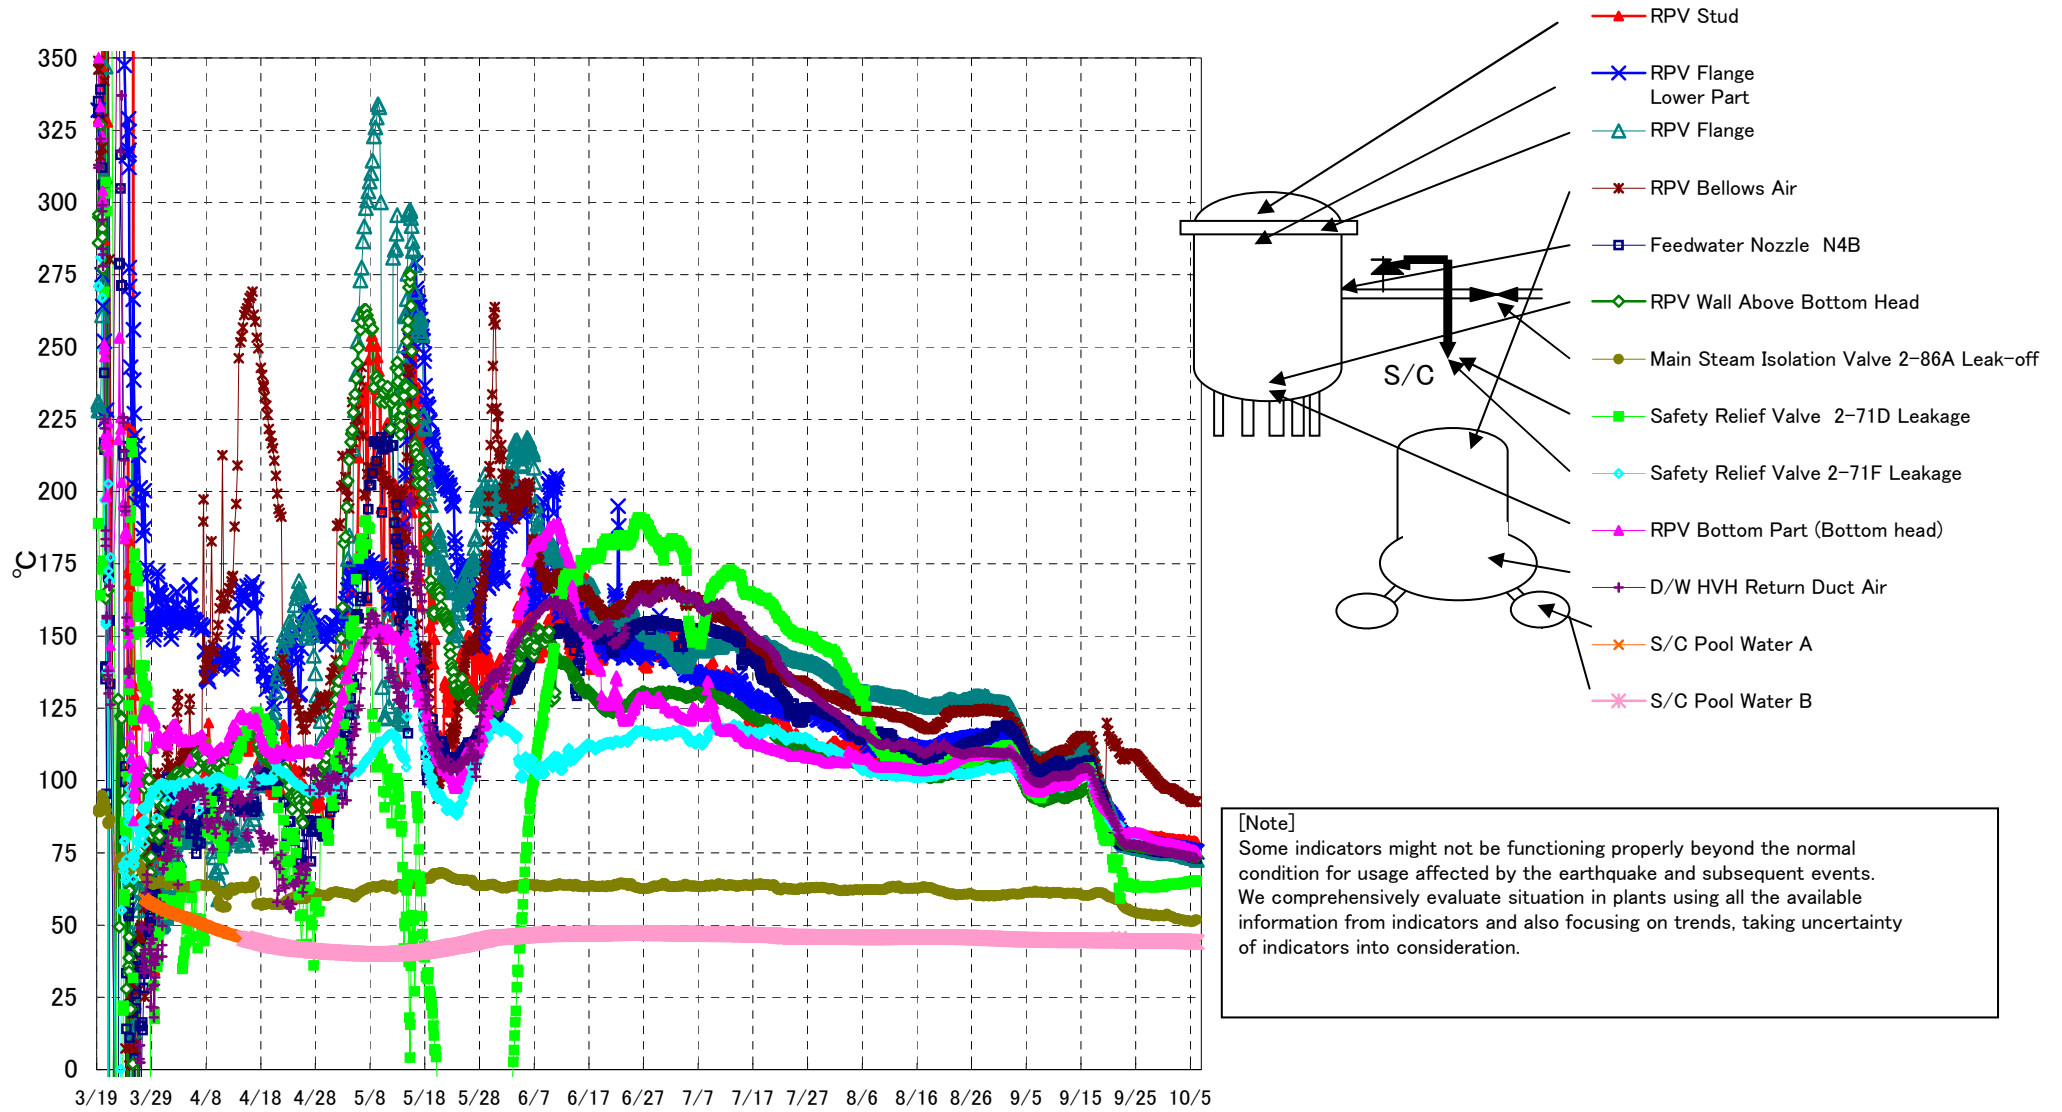 350
325
300
275
250
225
200
175
150
125
100
75
50
25
0
℃
3/19 3/29 4/8 4/18 4/28 5/8 5/18 5/28 6/7 6/17 6/27 7/7 7/17 7/27 8/6 8/16 8/26 9/5 9/15 9/25 10/5
RPV Stud
RPV Flange
Lower Part
RPV Flange
RPV Bellows Air
Feedwater Nozzle N4B
RPV Wall Above Bottom Head
Main Steam Isolation Valve 2-86A Leak-off
Safety Relief Valve 2-71D Leakage
Safety Relief Valve 2-71F Leakage
RPV Bottom Part (Bottom head)
D/W HVH Return Duct Air
S/C Pool Water A
S/C Pool Water B
S/C
[Note]
Some indicators might not be functioning properly beyond the normal
condition for usage affected by the earthquake and subsequent events.
We comprehensively evaluate situation in plants using all the available
information from indicators and also focusing on trends, taking uncertainty
of indicators into consideration.